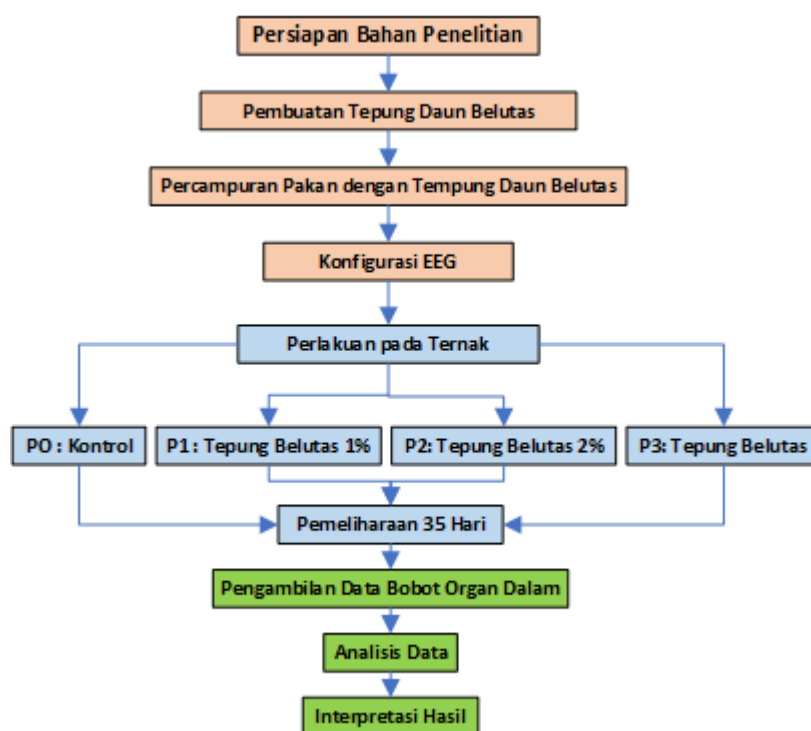 Persiapan Bahan Penelitian
Pembuatan Tepung Daun Belutas
Percampuran Pakan dengan Tempung Daun Belutas
Konfigurasi EEG
Perlakuan pada Ternak
PO : Kontrol
P1 : Tepung Belutas 1%
P2: Tepung Belutas 2%
P3: Tepung Belutas
Pemeliharaan 35 Hari
Pengambilan Data Bobot Organ Dalam
Analisis Data
Interpretasi Hasil